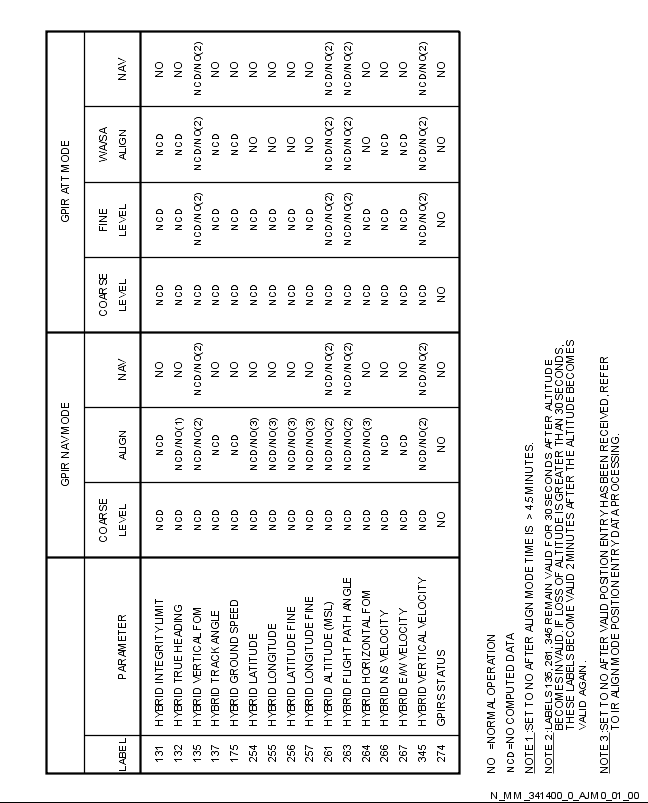 GPIR NAV MODE GPIR ATT MODE
COARSE COARSE FINE WA/SA
LABEL PARAMETER LEVEL ALIGN NAV LEVEL LEVEL ALIGN NAV
131 HYBRID INTEGRITY LIMIT NCD NCD NO NCD NCD NCD NO
132 HYBRID TRUE HEADING NCD NCD/NO(1) NO NCD NCD NCD NO
135 HYBRID VERTICAL FOM NCD NCD/NO(2) NCD/NO(2) NCD NCD/NO(2) NCD/NO(2) NCD/NO(2)
137 HYBRID TRACK ANGLE NCD NCD NO NCD NCD NCD NO
175 HYBRID GROUND SPEED NCD NCD NO NCD NCD NCD NO
254 HYBRID LATITUDE NCD NCD/NO(3) NO NCD NCD NO NO
255 HYBRID LONGITUDE NCD NCD/NO(3) NO NCD NCD NO NO
256 HYBRID LATITUDE FINE NCD NCD/NO(3) NO NCD NCD NO NO
257 HYBRID LONGITUDE FINE NCD NCD/NO(3) NO NCD NCD NO NO
261 HYBRID ALTITUDE (MSL) NCD NCD/NO(2) NCD/NO(2) NCD NCD/NO(2) NCD/NO(2) NCD/NO(2)
263 HYBRID FLIGHT PATH ANGLE NCD NCD/NO(2) NCD/NO(2) NCD NCD/NO(2) NCD/NO(2) NCD/NO(2)
264 HYBRID HORIZONTAL FOM NCD NCD/NO(3) NO NCD NCD NO NO
266 HYBRID N/S VELOCITY NCD NCD NO NCD NCD NCD NO
267 HYBRID E/W VELOCITY NCD NCD NO NCD NCD NCD NO
345 HYBRID VERTICAL VELOCITY NCD NCD/NO(2) NCD/NO(2) NCD NCD/NO(2) NCD/NO(2) NCD/NO(2)
274 GPIRS STATUS NO NO NO NO NO NO NO
NO =NORMAL OPERATION
NCD =NO COMPUTED DATA
NOTE 1:SET TO NO AFTER ALIGN MODE TIME IS > 4.5 MINUTES.
NOTE 2:LABELS 135, 261, 345 REMAIN VALID FOR 30 SECONDS AFTER ALTITUDE
BECOMES INVALID. IF LOSS OF ALTITUDE IS GREATER THAN 30 SECONDS,
THESE LABELS BECOME VALID 2 MINUTES AFTER THE ALTITUDE BECOMES
VALID AGAIN.
NOTE 3:SET TO NO AFTER VALID POSITION ENTRY HAS BEEN RECEIVED, REFER
TO IR ALIGN MODE POSITION ENTRY DATA PROCESSING.
N_MM_341400_0_AJM0_01_00